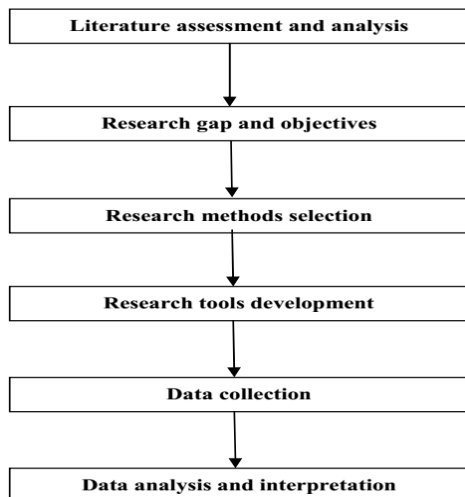 Literature assessment and analysis
Research gap and objectives
Research methods selection
Research tools development
Data collection
Data analysis and interpretation